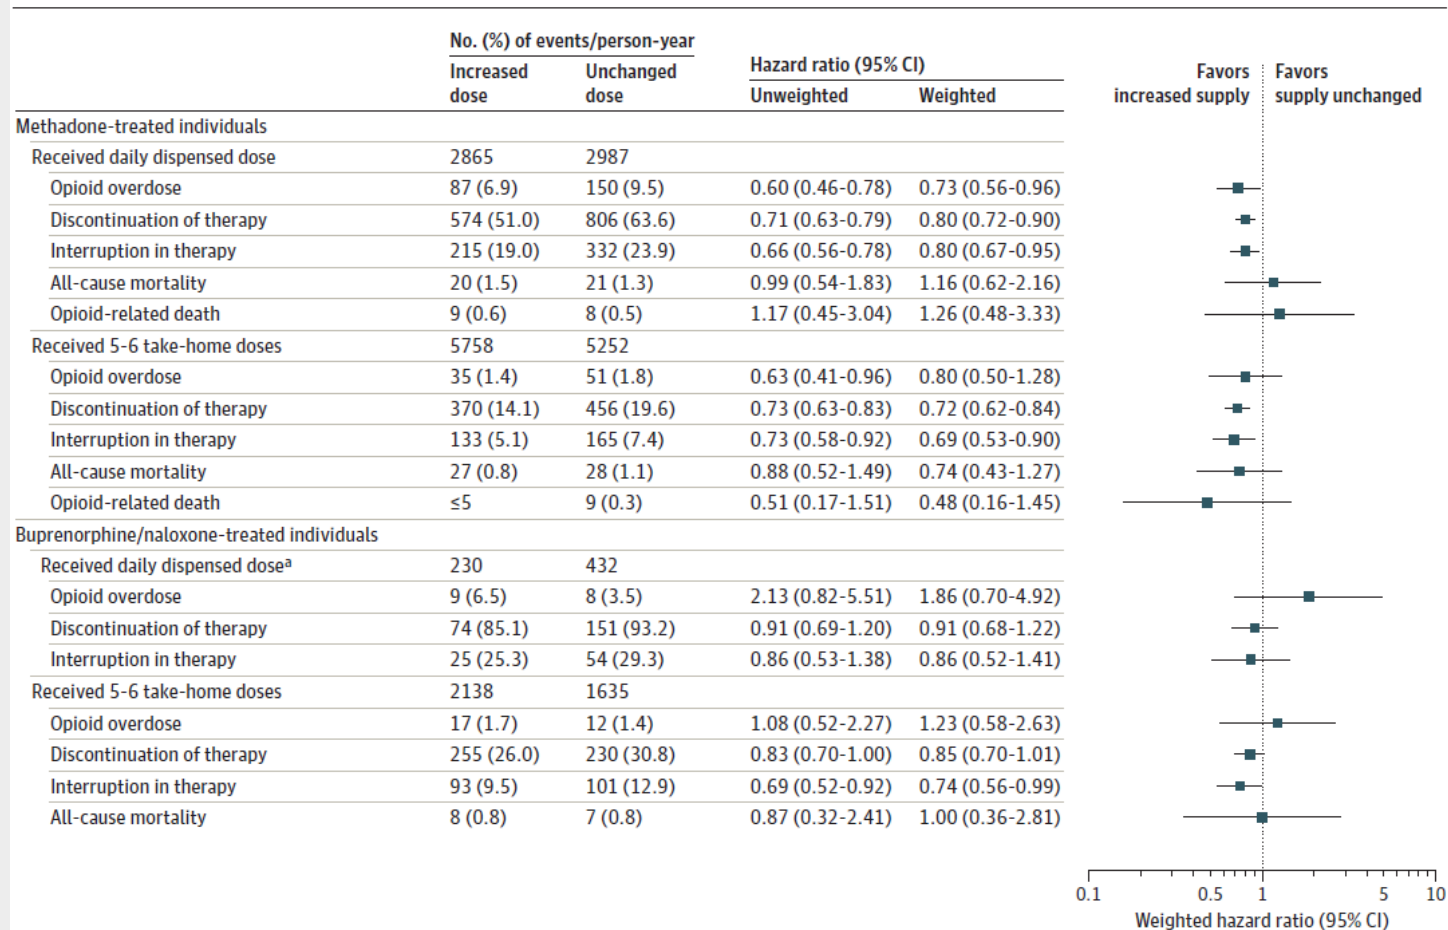 No. (%) of events/person-year
Increased dose Unchanged dose Hazard ratio (95% CI) Unweighted Weighted Favors increased supply Favors supply unchanged
Methadone-treated individuals
Received daily dispensed dose 2865 2987
Opioid overdose 87 (6.9) 150 (9.5) 0.60 (0.46-0.78) 0.73 (0.56-0.96)
Discontinuation of therapy 574 (51.0) 806 (63.6) 0.71 (0.63-0.79) 0.80 (0.72-0.90)
Interruption in therapy 215 (19.0) 332 (23.9) 0.66 (0.56-0.78) 0.80 (0.67-0.95)
All-cause mortality 20 (1.5) 21 (1.3) 0.99 (0.54-1.83) 1.16 (0.62-2.16)
Opioid-related death 9 (0.6) 8 (0.5) 1.17 (0.45-3.04) 1.26 (0.48-3.33)
Received 5-6 take-home doses 5758 5252
Opioid overdose 35 (1.4) 51 (1.8) 0.63 (0.41-0.96) 0.80 (0.50-1.28)
Discontinuation of therapy 370 (14.1) 456 (19.6) 0.73 (0.63-0.83) 0.72 (0.62-0.84)
Interruption in therapy 133 (5.1) 165 (7.4) 0.73 (0.58-0.92) 0.69 (0.53-0.90)
All-cause mortality 27 (0.8) 28 (1.1) 0.88 (0.52-1.49) 0.74 (0.43-1.27)
Opioid-related death ≤5 9 (0.3) 0.51 (0.17-1.51) 0.48 (0.16-1.45)
Buprenorphine/naloxone-treated individuals
Received daily dispensed doseᵃ 230 432
Opioid overdose 9 (6.5) 8 (3.5) 2.13 (0.82-5.51) 1.86 (0.70-4.92)
Discontinuation of therapy 74 (85.1) 151 (93.2) 0.91 (0.69-1.20) 0.91 (0.68-1.22)
Interruption in therapy 25 (25.3) 54 (29.3) 0.86 (0.53-1.38) 0.86 (0.52-1.41)
Received 5-6 take-home doses 2138 1635
Opioid overdose 17 (1.7) 12 (1.4) 1.08 (0.52-2.27) 1.23 (0.58-2.63)
Discontinuation of therapy 255 (26.0) 230 (30.8) 0.83 (0.70-1.00) 0.85 (0.70-1.01)
Interruption in therapy 93 (9.5) 101 (12.9) 0.69 (0.52-0.92) 0.74 (0.56-0.99)
All-cause mortality 8 (0.8) 7 (0.8) 0.87 (0.32-2.41) 1.00 (0.36-2.81)
0.1 0.5 1 5 10
Weighted hazard ratio (95% CI)